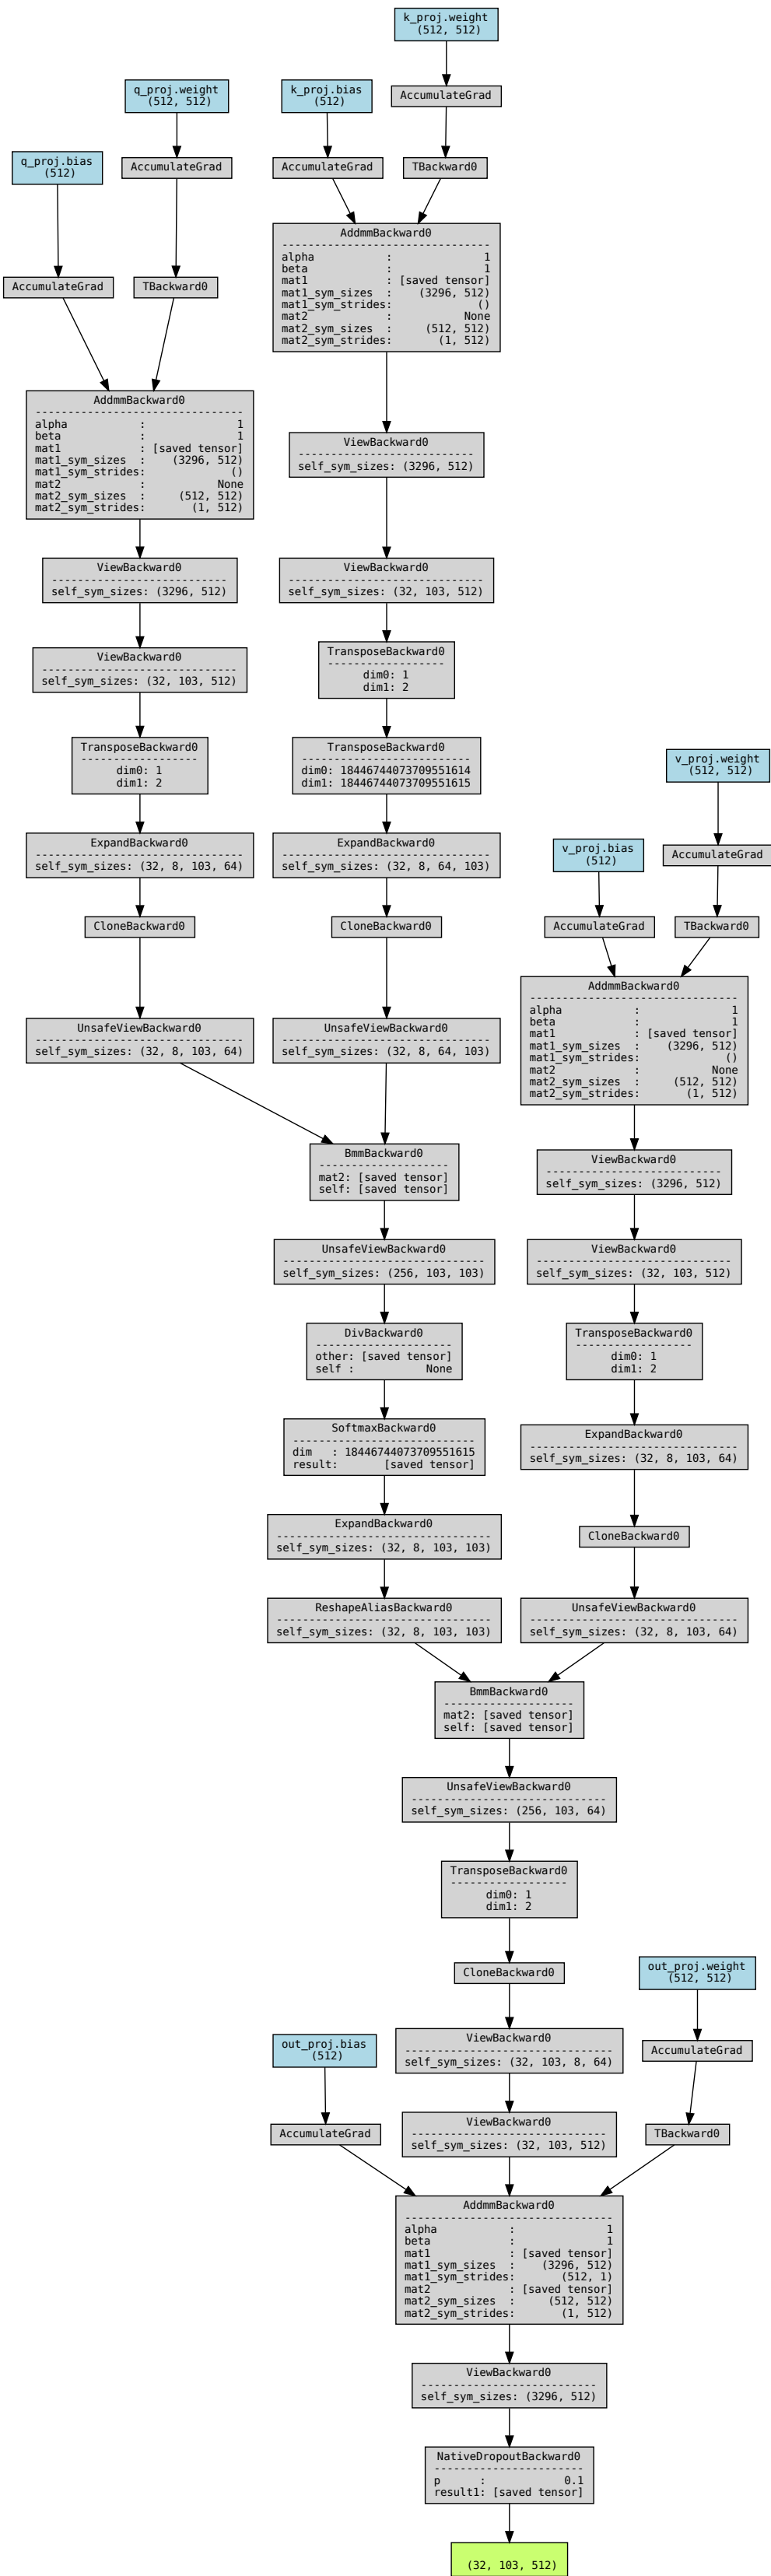 k_proj.weight
(512, 512)
q_proj.weight
(512, 512)
k_proj.bias
(512)
AccumulateGrad
q_proj.bias
(512)
AccumulateGrad
AccumulateGrad
TBackward0
AddmmBackward0
--------------------------------
alpha           :              1
beta            :              1
mat1            : [saved tensor]
mat1_sym_sizes  :    (3296, 512)
mat1_sym_strides:             ()
mat2            :           None
mat2_sym_sizes  :     (512, 512)
mat2_sym_strides:       (1, 512)
AccumulateGrad
TBackward0
AddmmBackward0
--------------------------------
alpha           :              1
beta            :              1
mat1            : [saved tensor]
mat1_sym_sizes  :    (3296, 512)
mat1_sym_strides:             ()
mat2            :           None
mat2_sym_sizes  :     (512, 512)
mat2_sym_strides:       (1, 512)
ViewBackward0
---------------------------
self_sym_sizes: (3296, 512)
ViewBackward0
---------------------------
self_sym_sizes: (3296, 512)
ViewBackward0
------------------------------
self_sym_sizes: (32, 103, 512)
ViewBackward0
------------------------------
self_sym_sizes: (32, 103, 512)
TransposeBackward0
------------------
dim0: 1
dim1: 2
TransposeBackward0
------------------
dim0: 1
dim1: 2
TransposeBackward0
--------------------------
dim0: 18446744073709551614
dim1: 18446744073709551615
v_proj.weight
(512, 512)
ExpandBackward0
--------------------------------
self_sym_sizes: (32, 8, 103, 64)
ExpandBackward0
--------------------------------
self_sym_sizes: (32, 8, 64, 103)
v_proj.bias
(512)
AccumulateGrad
CloneBackward0
CloneBackward0
AccumulateGrad
TBackward0
UnsafeViewBackward0
--------------------------------
self_sym_sizes: (32, 8, 103, 64)
UnsafeViewBackward0
--------------------------------
self_sym_sizes: (32, 8, 64, 103)
AddmmBackward0
--------------------------------
alpha           :              1
beta            :              1
mat1            : [saved tensor]
mat1_sym_sizes  :    (3296, 512)
mat1_sym_strides:             ()
mat2            :           None
mat2_sym_sizes  :     (512, 512)
mat2_sym_strides:       (1, 512)
BmmBackward0
--------------------
mat2: [saved tensor]
self: [saved tensor]
ViewBackward0
---------------------------
self_sym_sizes: (3296, 512)
UnsafeViewBackward0
-------------------------------
self_sym_sizes: (256, 103, 103)
ViewBackward0
------------------------------
self_sym_sizes: (32, 103, 512)
DivBackward0
---------------------
other: [saved tensor]
self :           None
TransposeBackward0
------------------
dim0: 1
dim1: 2
SoftmaxBackward0
----------------------------
dim   : 18446744073709551615
result:       [saved tensor]
ExpandBackward0
--------------------------------
self_sym_sizes: (32, 8, 103, 64)
ExpandBackward0
---------------------------------
self_sym_sizes: (32, 8, 103, 103)
CloneBackward0
ReshapeAliasBackward0
---------------------------------
self_sym_sizes: (32, 8, 103, 103)
UnsafeViewBackward0
--------------------------------
self_sym_sizes: (32, 8, 103, 64)
BmmBackward0
--------------------
mat2: [saved tensor]
self: [saved tensor]
UnsafeViewBackward0
------------------------------
self_sym_sizes: (256, 103, 64)
TransposeBackward0
------------------
dim0: 1
dim1: 2
CloneBackward0
out_proj.weight
(512, 512)
out_proj.bias
(512)
ViewBackward0
--------------------------------
self_sym_sizes: (32, 103, 8, 64)
AccumulateGrad
AccumulateGrad
ViewBackward0
------------------------------
self_sym_sizes: (32, 103, 512)
TBackward0
AddmmBackward0
--------------------------------
alpha           :              1
beta            :              1
mat1            : [saved tensor]
mat1_sym_sizes  :    (3296, 512)
mat1_sym_strides:       (512, 1)
mat2            : [saved tensor]
mat2_sym_sizes  :     (512, 512)
mat2_sym_strides:       (1, 512)
ViewBackward0
---------------------------
self_sym_sizes: (3296, 512)
NativeDropoutBackward0
-----------------------
p      :            0.1
result1: [saved tensor]
(32, 103, 512)